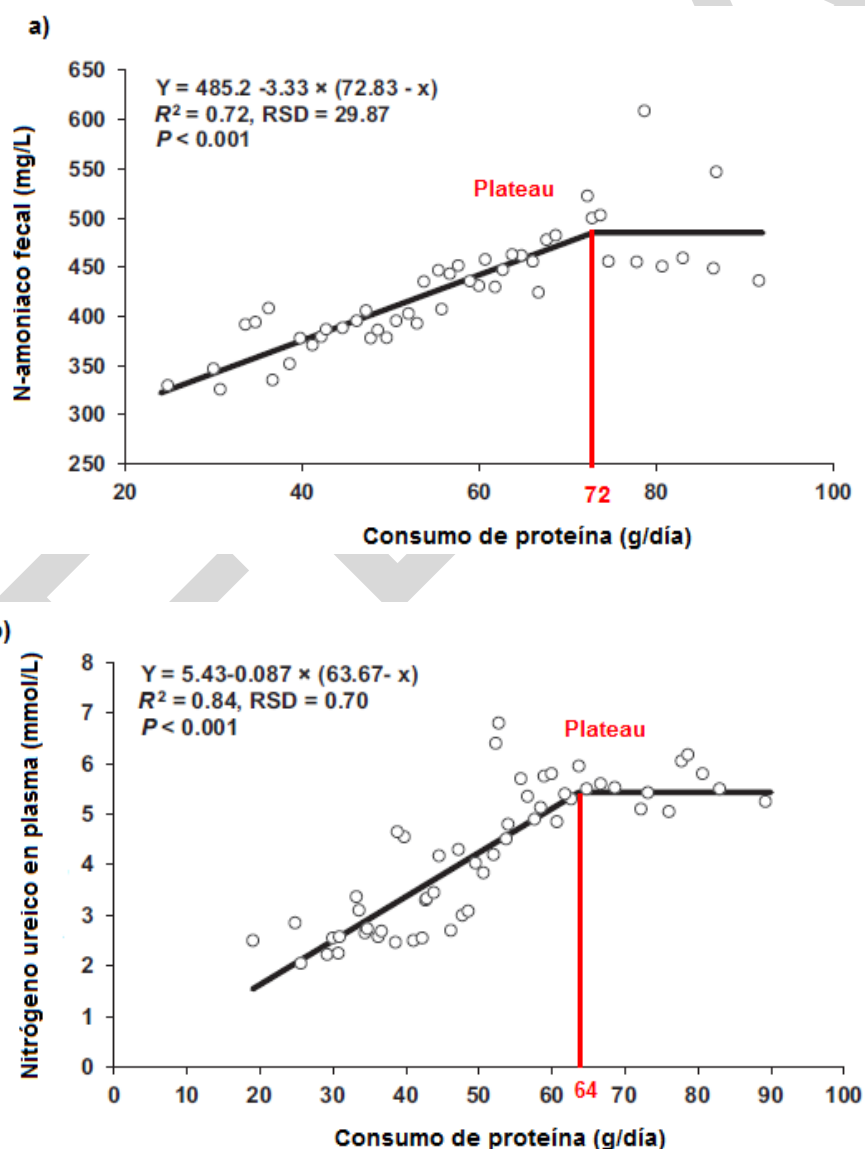 a)
N-amoniaco fecal (mg/L)
650
600
550
500
450
400
350
300
250
Y = 485.2 -3.33 × (72.83 - x)
R² = 0.72, RSD = 29.87
P < 0.001
Plateau
20
40
60
72
80
100
Consumo de proteína (g/día)
)
Nitrógeno ureico en plasma (mmol/L)
8
7
6
5
4
3
2
1
0
Y = 5.43-0.087 × (63.67- x)
R² = 0.84, RSD = 0.70
P < 0.001
Plateau
0
10
20
30
40
50
60
64
70
80
90
100
Consumo de proteína (g/día)